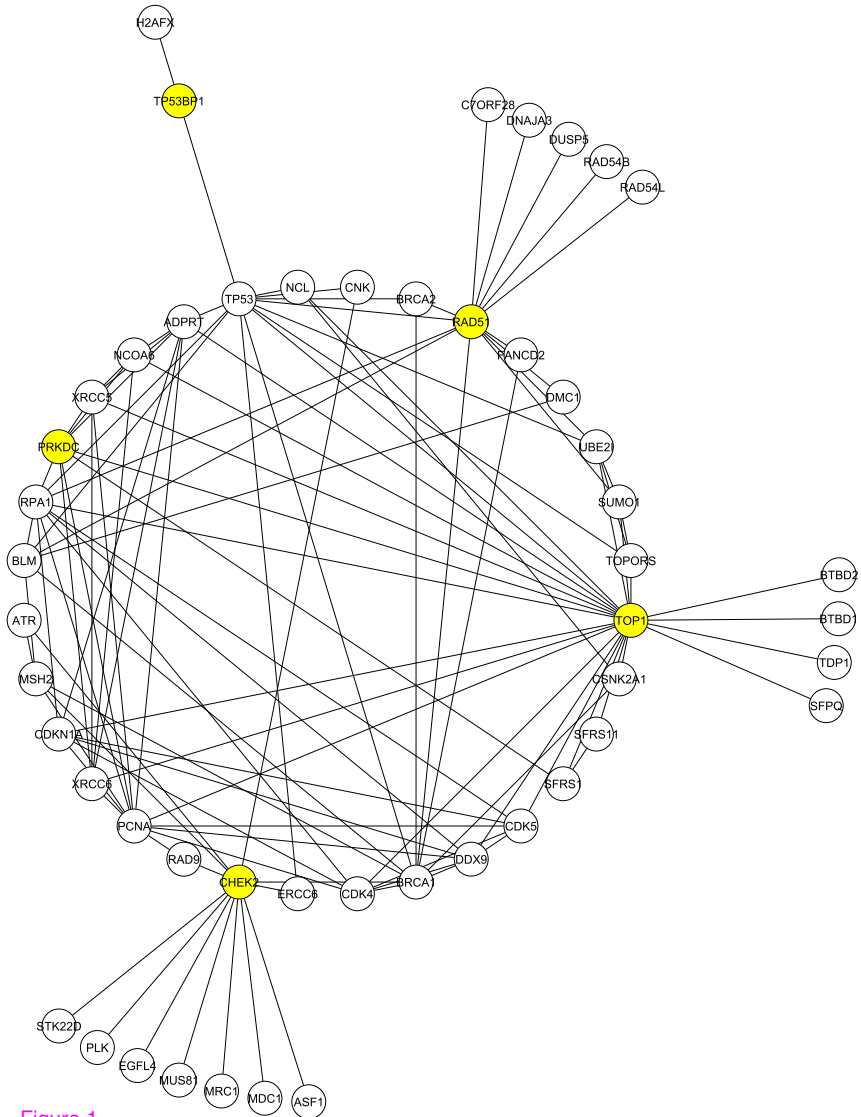 H2AFX
TP53BP1
C7ORF28
DNAJA3
DUSP5
RAD54B
RAD54L
NCL
CNK
TP53
BRCA2
ADPRT
RAD51
NCOA6
FANCD2
XRCC5
DMC1
PRKDC
UBE2I
RPA1
SUMO1
BLM
TOPORS
BTBD2
ATR
TOP1
BTBD1
TDP1
MSH2
CSNK2A1
SFPQ
CDKN1A
SFRS11
XRCC6
SFRS1
PCNA
CDK5
RAD9
DDX9
CHEK2
BRCA1
ERCC6
CDK4
STK22D
PLK
EGFL4
MUS81
MRC1
MDC1
ASF1
Figure 1